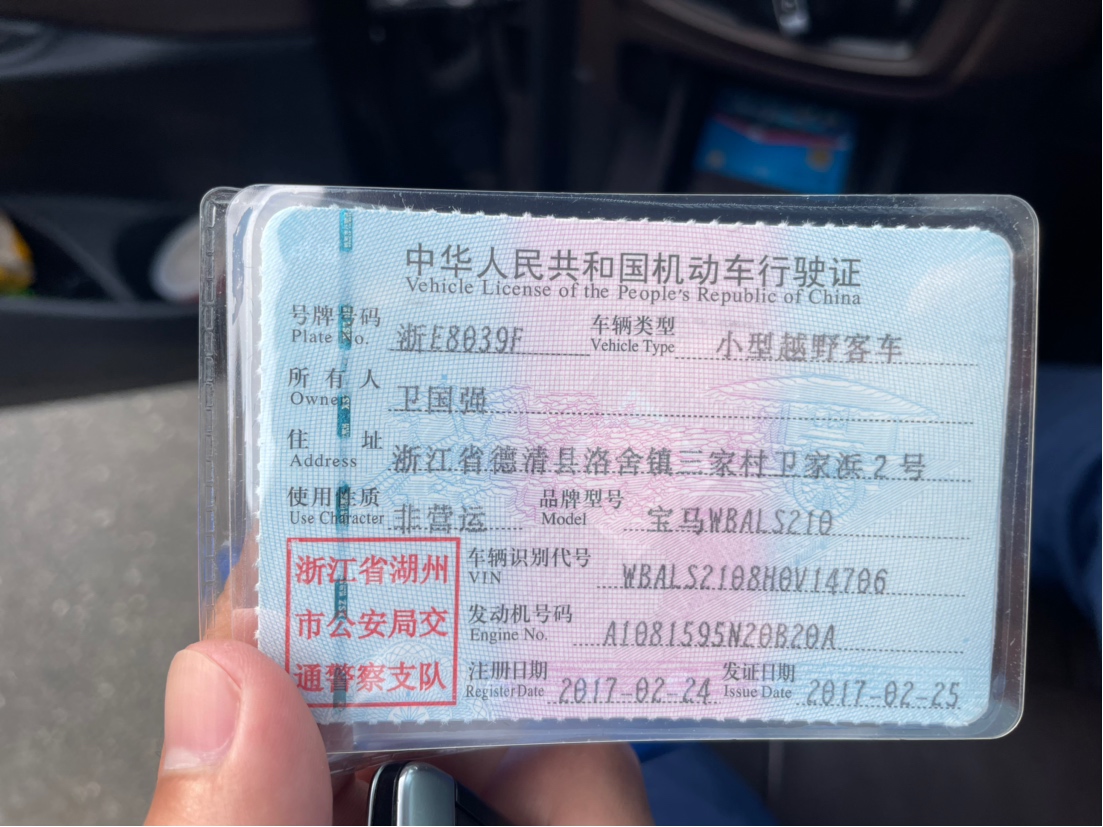 中华人民共和国机动车行驶证
Vehicle License of the People's Republic of China
号牌号码 Plate No. 浙E8039F 车辆类型 Vehicle Type 小型越野客车
所有人 Owner 卫国强
住址 Address 浙江省德清县洛舍镇三家村卫家浜2号
使用性质 Use Character 非营运 品牌型号 Model 宝马WBALS210
浙江省湖州
市公安局交
通警察支队
车辆识别代号 VIN WBALS2108H0V14706
发动机号码 Engine No. A1081595N20B20A
注册日期 Register Date 2017-02-24 发证日期 Issue Date 2017-02-25